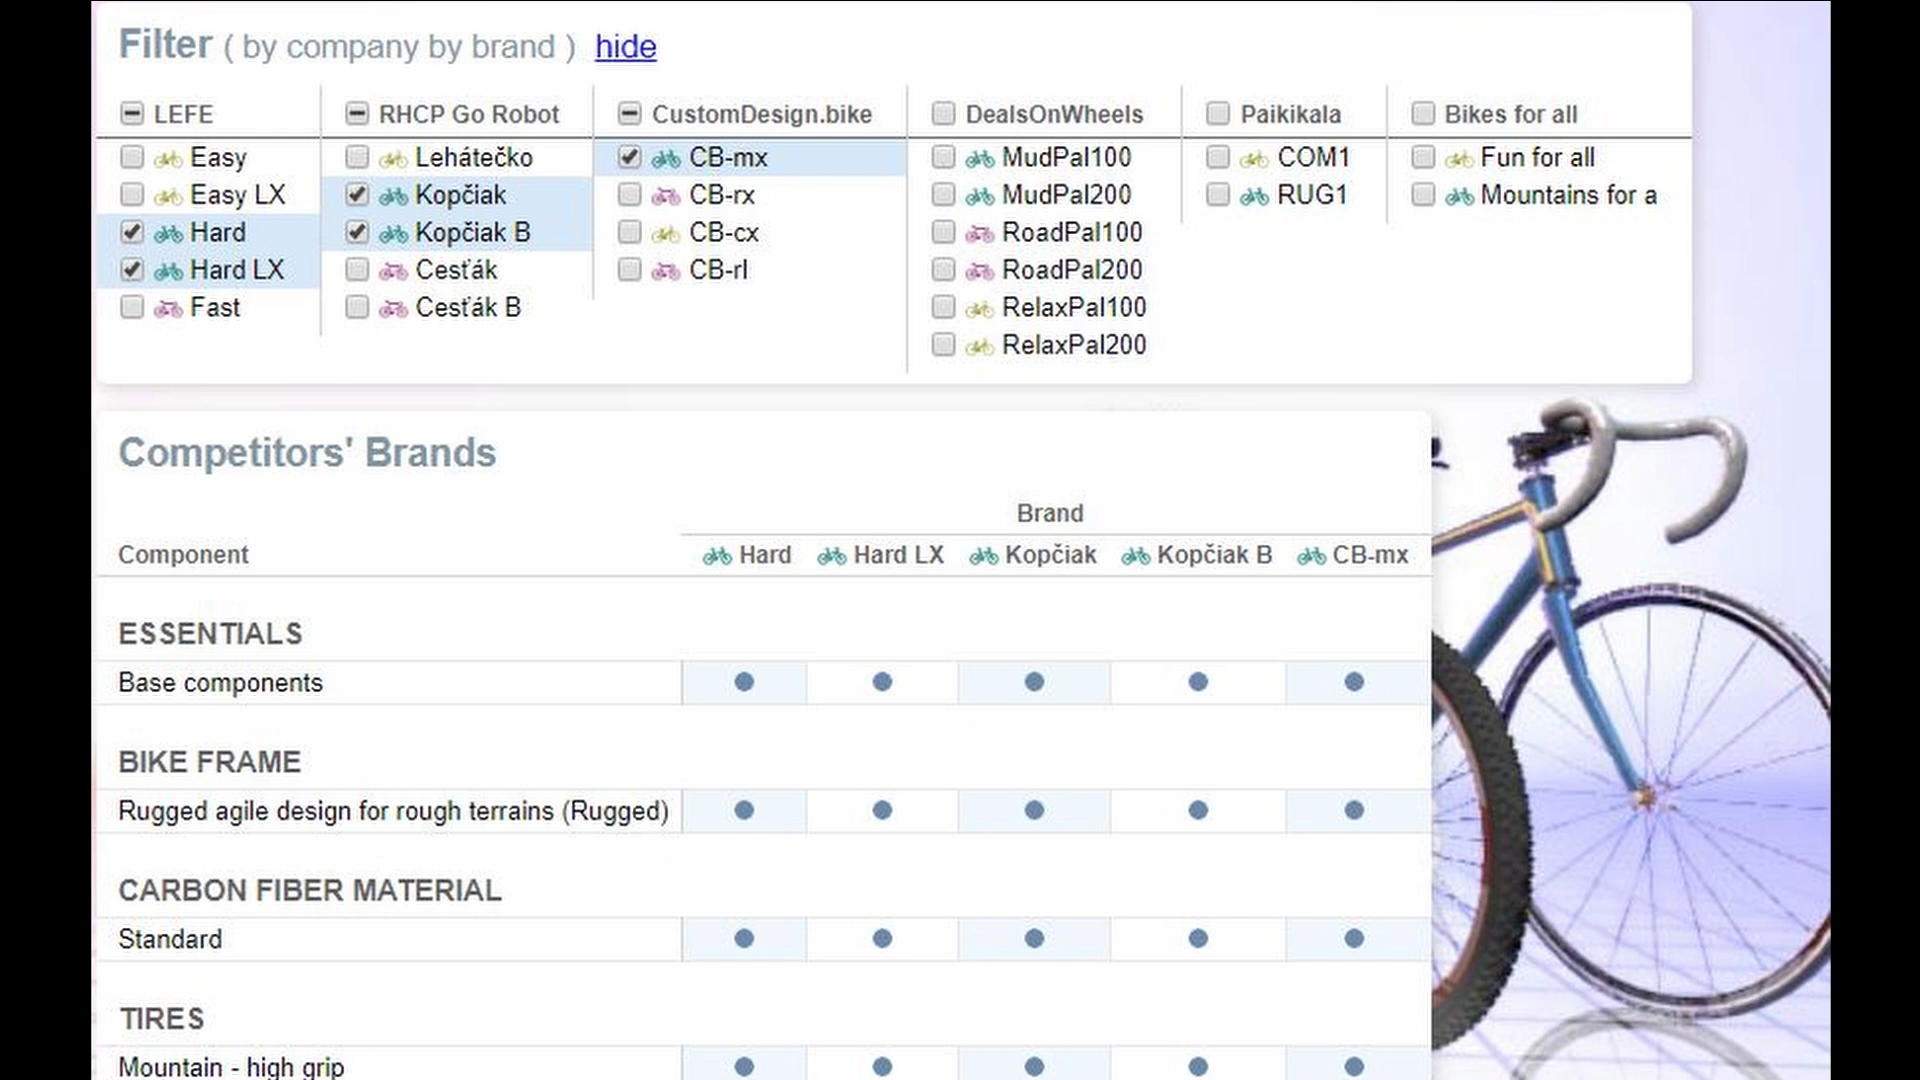 Filter ( by company by brand ) hide
LEFE RHCP Go Robot CustomDesign.bike DealsOnWheels Paikikala Bikes for all
Easy Lehátečko CB-mx MudPal100 COM1 Fun for all
Easy LX Kopčiak CB-rx MudPal200 RUG1 Mountains for a
Hard Kopčiak B CB-cx RoadPal100
Hard LX Cesťák CB-rl RoadPal200
Fast Cesťák B RelaxPal100
RelaxPal200
Competitors' Brands
Brand
Component Hard Hard LX Kopčiak Kopčiak B CB-mx
ESSENTIALS
Base components
BIKE FRAME
Rugged agile design for rough terrains (Rugged)
CARBON FIBER MATERIAL
Standard
TIRES
Mountain - high grip